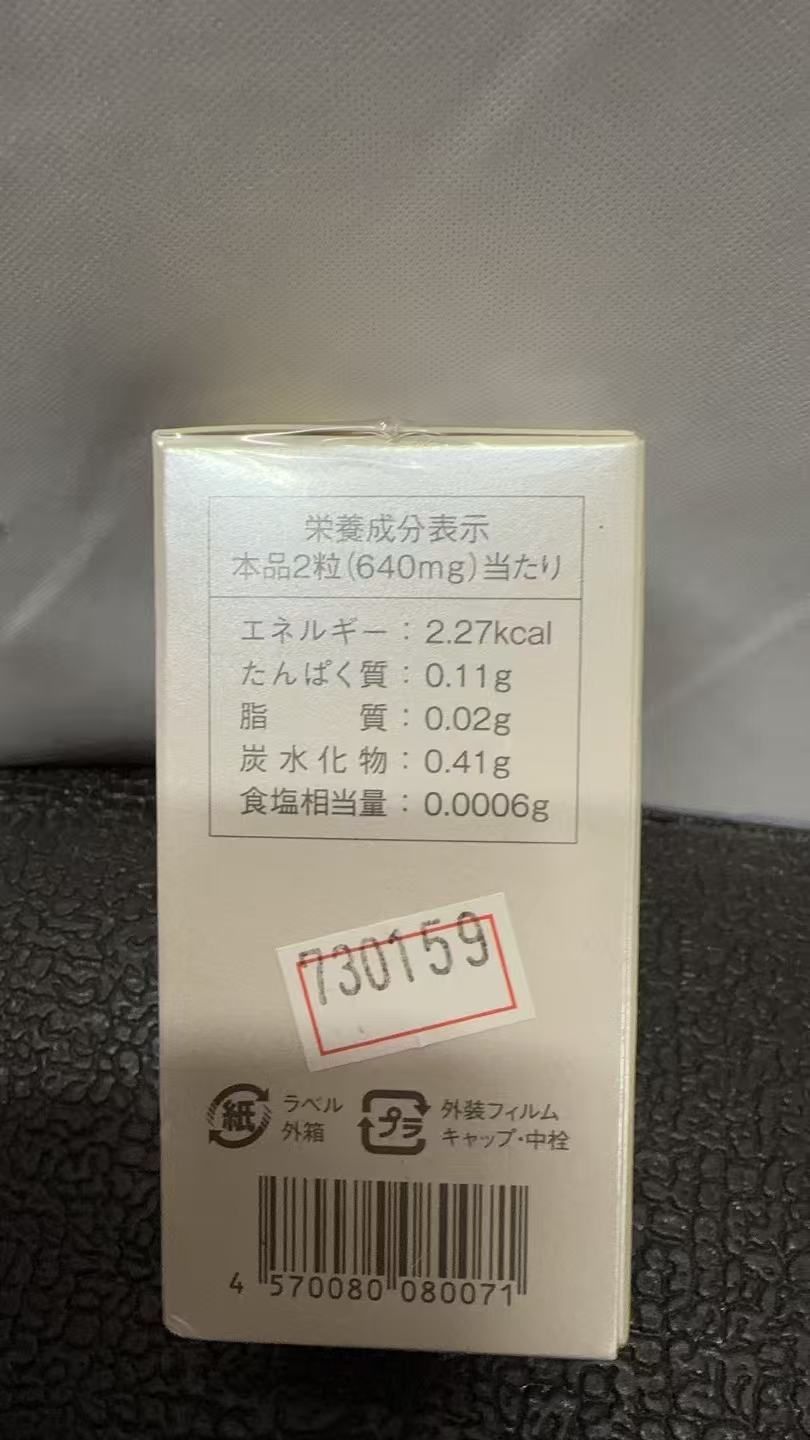 栄養成分表示
本品2粒(640mg)当たり
エネルギー：2.27kcal
たんぱく質：0.11g
脂質：0.02g
炭水化物：0.41g
食塩相当量：0.0006g
730159
紙
ラベル
外箱
プラ
外装フィルム
キャップ・中栓
4 570080 080071